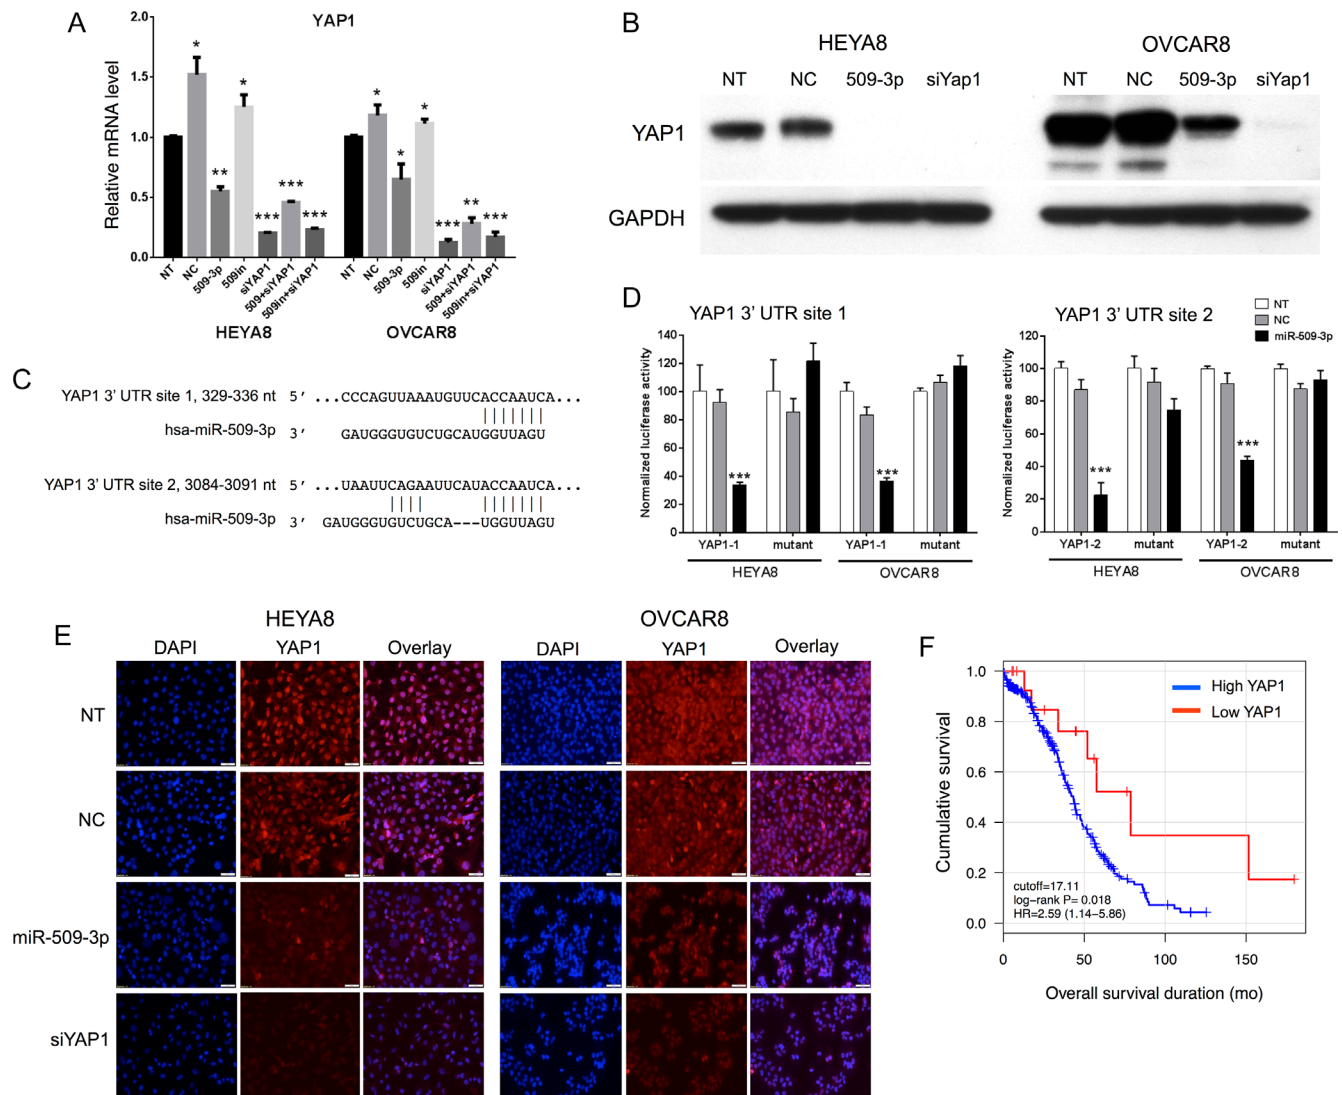 A
YAP1
Relative mRNA level
2.0
1.5
1.0
0.5
0.0
* ** * *** *** ***
* * * *** ** ***
NT NC 509-3p 509in siYAP1 509+siYAP1 509in+siYAP1
NT NC 509-3p 509in siYAP1 509+siYAP1 509in+siYAP1
HEYA8 OVCAR8
B
HEYA8 OVCAR8
NT NC 509-3p siYap1 NT NC 509-3p siYap1
YAP1
GAPDH
C
YAP1 3’ UTR site 1, 329-336 nt 5’ ...CCCAGUUAAAUGUUCACCAAUCA...
hsa-miR-509-3p 3’ GAUGGGUGUCUGCAUGGUUAGU
YAP1 3’ UTR site 2, 3084-3091 nt 5’ ...UAAUUCAGAAUUCAUACCAAUCA...
hsa-miR-509-3p 3’ GAUGGGUGUCUGCA---UGGUUAGU
D
YAP1 3’ UTR site 1
Normalized luciferase activity
140
120
100
80
60
40
20
0
*** ***
YAP1-1 mutant YAP1-1 mutant
HEYA8 OVCAR8
YAP1 3’ UTR site 2
NT
NC
miR-509-3p
Normalized luciferase activity
120
100
80
60
40
20
0
*** ***
YAP1-2 mutant YAP1-2 mutant
HEYA8 OVCAR8
E
HEYA8 OVCAR8
DAPI YAP1 Overlay DAPI YAP1 Overlay
NT
NC
miR-509-3p
siYAP1
F
Cumulative survival
1.0
0.8
0.6
0.4
0.2
0.0
High YAP1
Low YAP1
cutoff=17.11
log-rank P= 0.018
HR=2.59 (1.14–5.86)
0 50 100 150
Overall survival duration (mo)